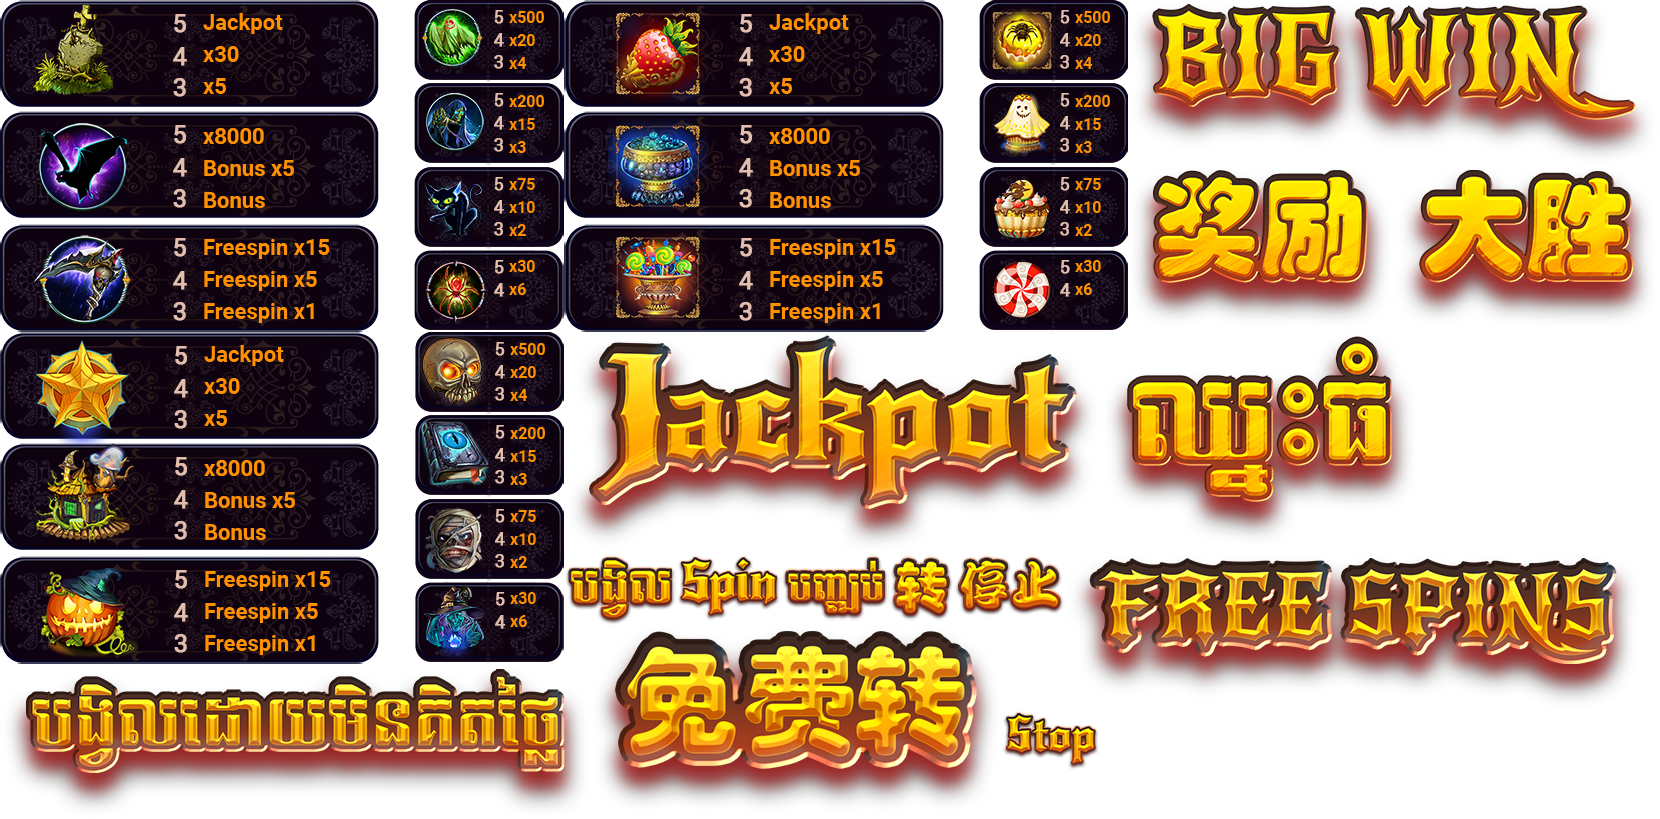 5 Jackpot
4 x30
3 x5
5 x8000
4 Bonus x5
3 Bonus
5 Freespin x15
4 Freespin x5
3 Freespin x1
5 Jackpot
4 x30
3 x5
5 x8000
4 Bonus x5
3 Bonus
5 Freespin x15
4 Freespin x5
3 Freespin x1
5 x500
4 x20
3 x4
5 x200
4 x15
3 x3
5 x75
4 x10
3 x2
5 x30
4 x6
5 x500
4 x20
3 x4
5 x200
4 x15
3 x3
5 x75
4 x10
3 x2
5 x30
4 x6
5 Jackpot
4 x30
3 x5
5 x8000
4 Bonus x5
3 Bonus
5 Freespin x15
4 Freespin x5
3 Freespin x1
5 x500
4 x20
3 x4
5 x200
4 x15
3 x3
5 x75
4 x10
3 x2
5 x30
4 x6
BIG WIN
奖励 大胜
Jackpot ឈ្នះធំ
បង្វិល Spin បញ្ឈប់ 转 停止
FREE SPINS
បង្វិលដោយមិនគិតថ្លៃ
免费转
Stop